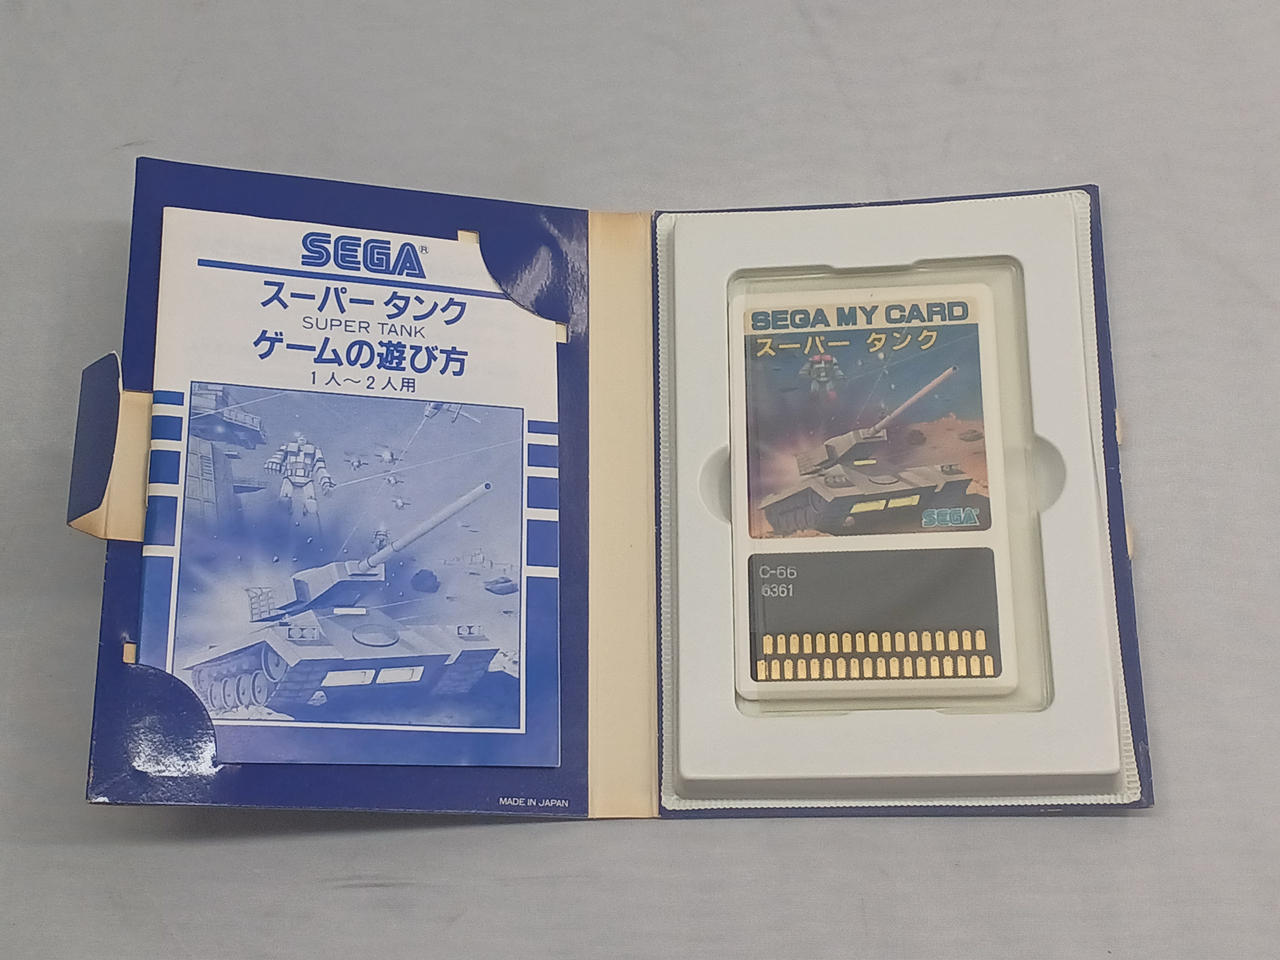 SEGA®
スーパータンク
SUPER TANK
ゲームの遊び方
1人〜2人用
MADE IN JAPAN
SEGA MY CARD
スーパー タンク
SEGA
C-66
6361